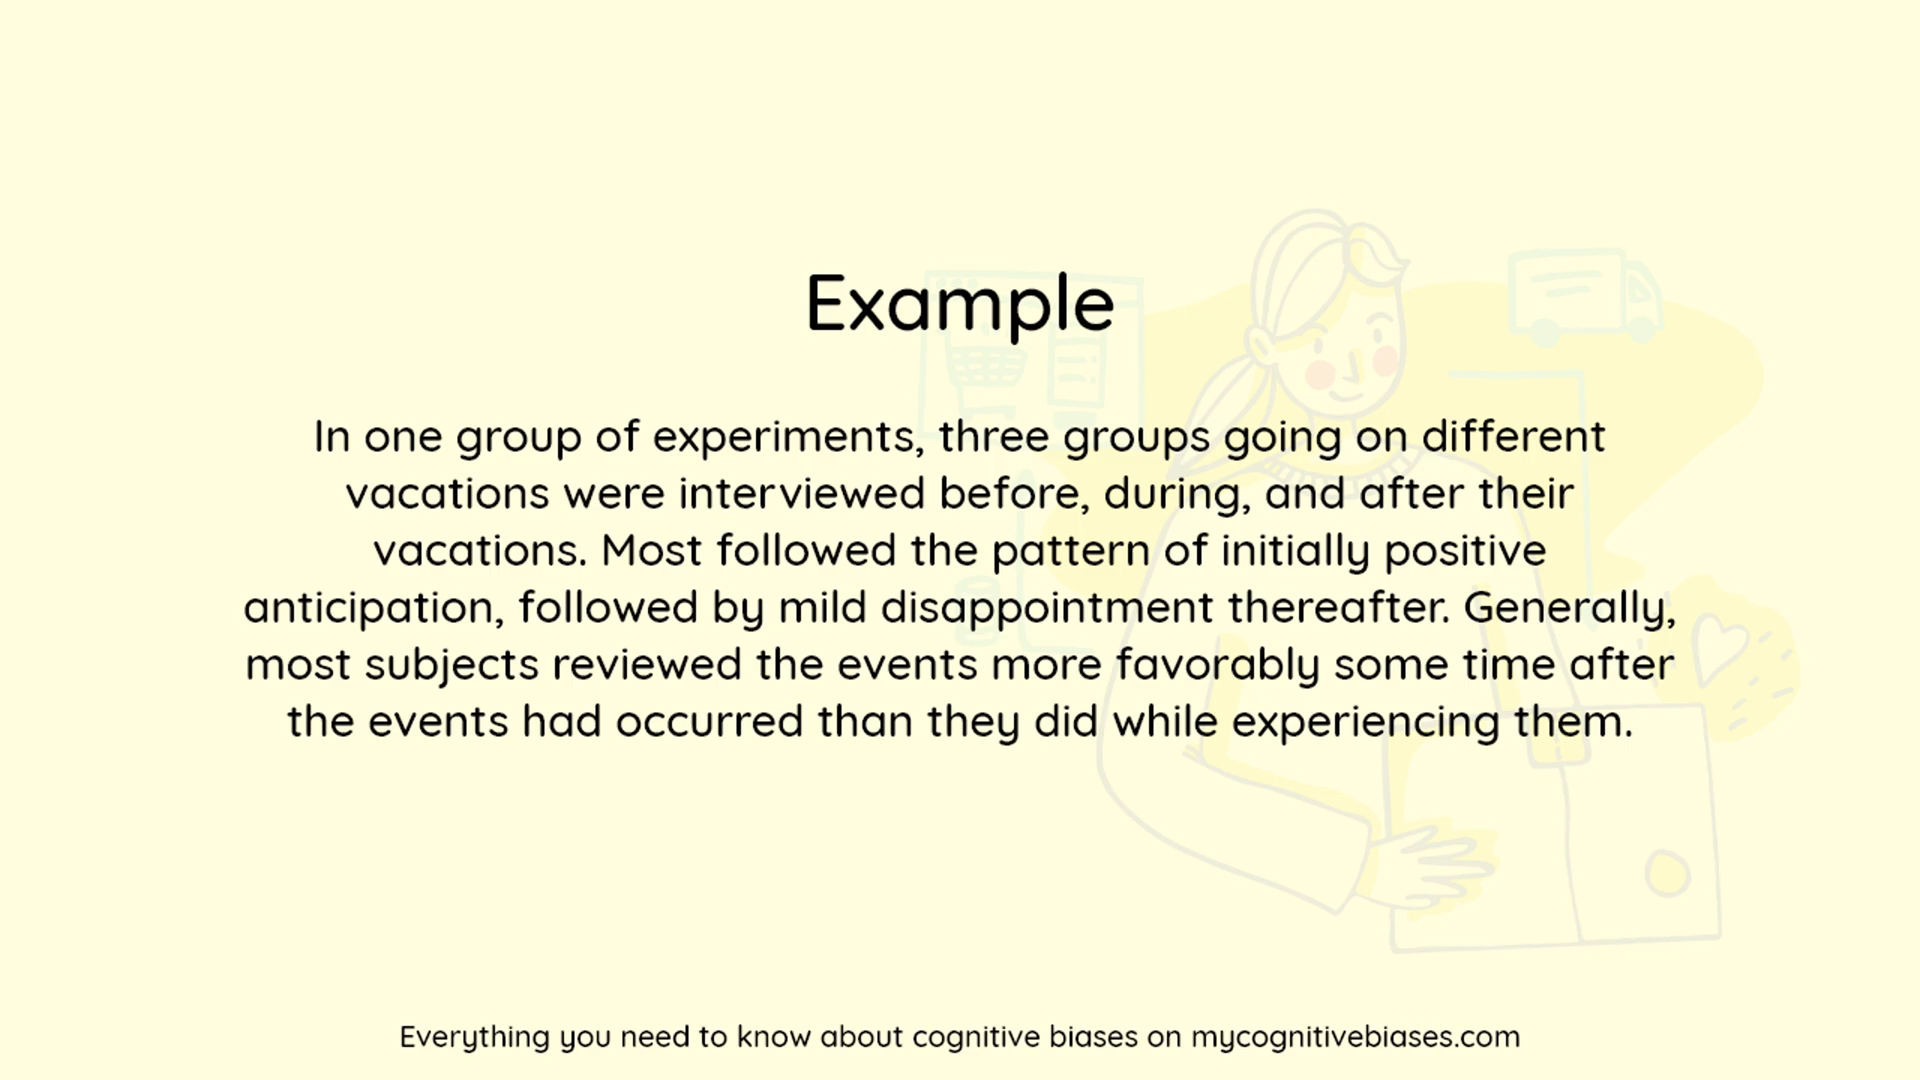 Example
In one group of experiments, three groups going on different
vacations were interviewed before, during, and after their
vacations. Most followed the pattern of initially positive
anticipation, followed by mild disappointment thereafter. Generally,
most subjects reviewed the events more favorably some time after
the events had occurred than they did while experiencing them.
Everything you need to know about cognitive biases on mycognitivebiases.com